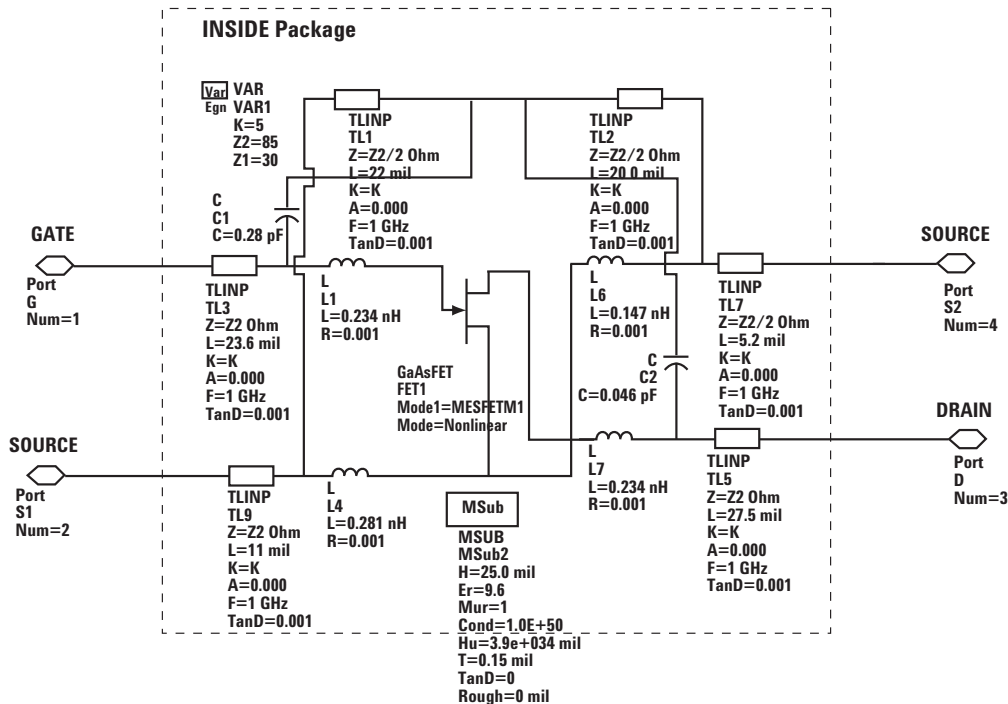 INSIDE Package
Var
Egn
VAR
VAR1
K=5
Z2=85
Z1=30
TLINP
TL1
Z=Z2/2 Ohm
L=22 mil
K=K
A=0.000
F=1 GHz
TanD=0.001
TLINP
TL2
Z=Z2/2 Ohm
L=20.0 mil
K=K
A=0.000
F=1 GHz
TanD=0.001
C
C1
C=0.28 pF
GATE
Port
G
Num=1
TLINP
TL3
Z=Z2 Ohm
L=23.6 mil
K=K
A=0.000
F=1 GHz
TanD=0.001
L
L1
L=0.234 nH
R=0.001
GaAsFET
FET1
Mode1=MESFETM1
Mode=Nonlinear
L
L6
L=0.147 nH
R=0.001
TLINP
TL7
Z=Z2/2 Ohm
L=5.2 mil
K=K
A=0.000
F=1 GHz
TanD=0.001
SOURCE
Port
S2
Num=4
C
C2
C=0.046 pF
SOURCE
Port
S1
Num=2
TLINP
TL9
Z=Z2 Ohm
L=11 mil
K=K
A=0.000
F=1 GHz
TanD=0.001
L
L4
L=0.281 nH
R=0.001
L
L7
L=0.234 nH
R=0.001
TLINP
TL5
Z=Z2 Ohm
L=27.5 mil
K=K
A=0.000
F=1 GHz
TanD=0.001
DRAIN
Port
D
Num=3
MSub
MSUB
MSub2
H=25.0 mil
Er=9.6
Mur=1
Cond=1.0E+50
Hu=3.9e+034 mil
T=0.15 mil
TanD=0
Rough=0 mil